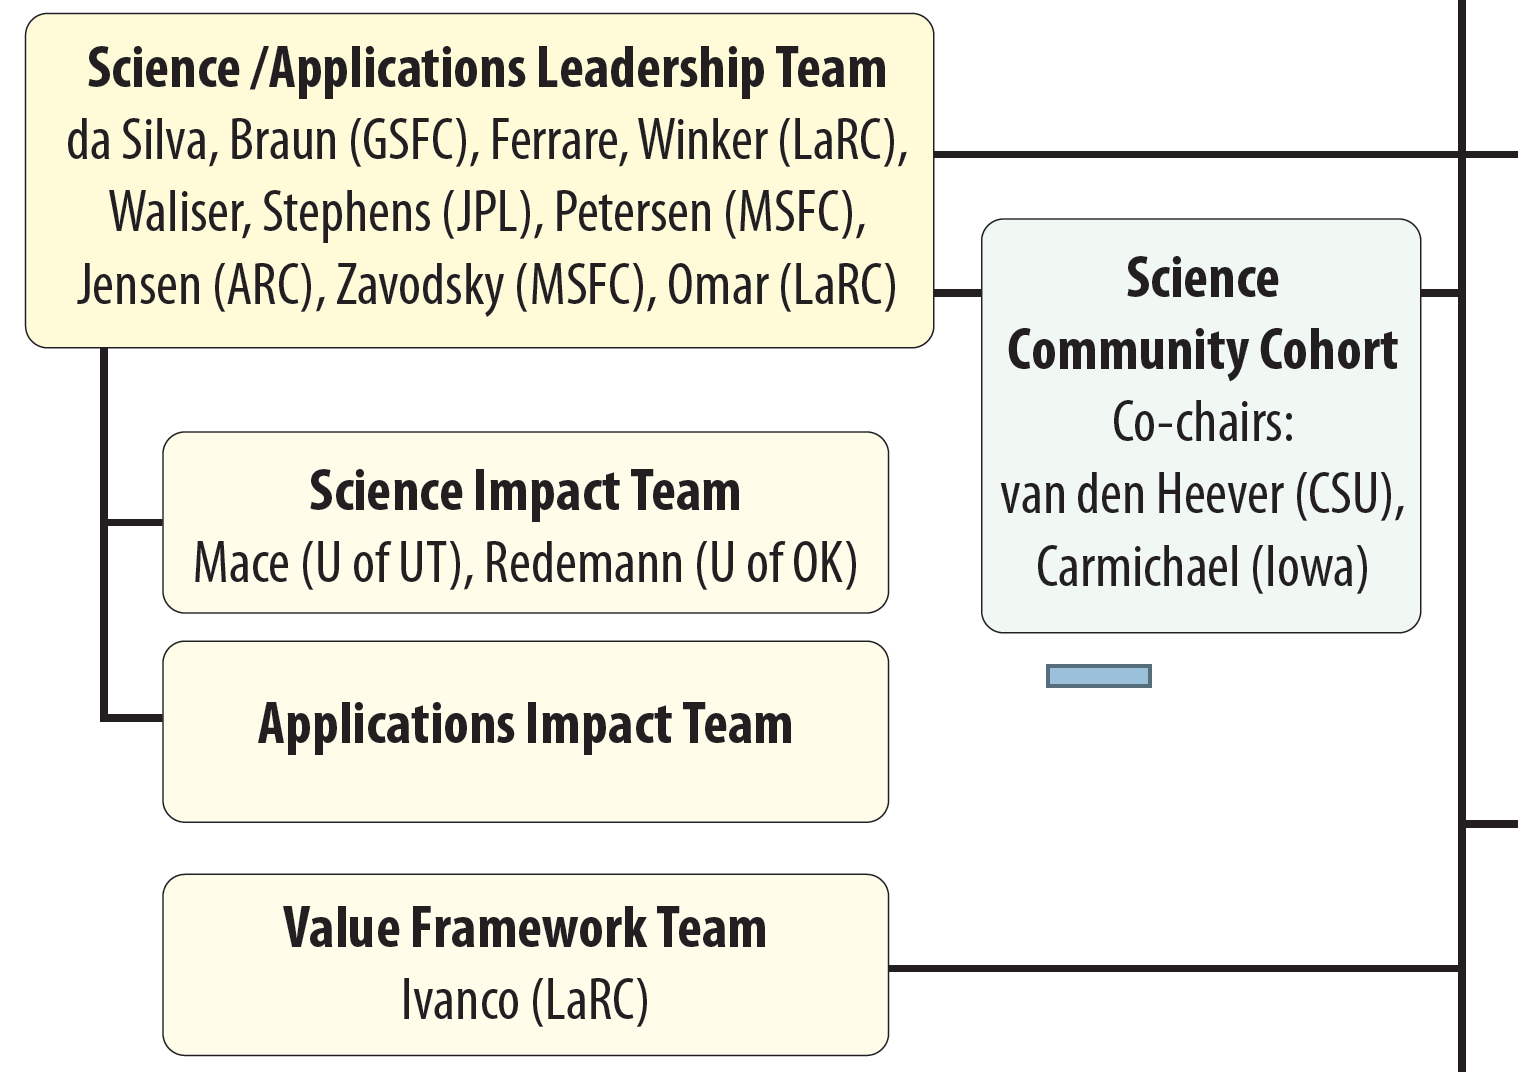 Science /Applications Leadership Team
da Silva, Braun (GSFC), Ferrare, Winker (LaRC),
Waliser, Stephens (JPL), Petersen (MSFC),
Jensen (ARC), Zavodsky (MSFC), Omar (LaRC)
Science
Community Cohort
Co-chairs:
van den Heever (CSU),
Carmichael (Iowa)
Science Impact Team
Mace (U of UT), Redemann (U of OK)
Applications Impact Team
Value Framework Team
Ivanco (LaRC)